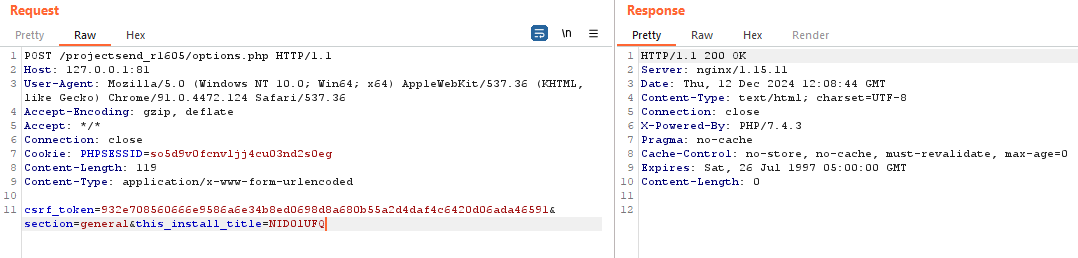 Request
Pretty Raw Hex
\n
1 POST /projectsend_r1605/options.php HTTP/1.1
2 Host: 127.0.0.1:81
3 User-Agent: Mozilla/5.0 (Windows NT 10.0; Win64; x64) AppleWebKit/537.36 (KHTML,
like Gecko) Chrome/91.0.4472.124 Safari/537.36
4 Accept-Encoding: gzip, deflate
5 Accept: */*
6 Connection: close
7 Cookie: PHPSESSID=so5d9v0fcnvljj4cu03nd2s0eg
8 Content-Length: 119
9 Content-Type: application/x-www-form-urlencoded
10
11 csrf_token=932e708560666e9586a6e34b8ed0698d8a680b55a2d4daf4c6420d06ada46591&
section=general&this_install_title=NIDO1UFQ
Response
Pretty Raw Hex Render
1 HTTP/1.1 200 OK
2 Server: nginx/1.15.11
3 Date: Thu, 12 Dec 2024 12:08:44 GMT
4 Content-Type: text/html; charset=UTF-8
5 Connection: close
6 X-Powered-By: PHP/7.4.3
7 Pragma: no-cache
8 Cache-Control: no-store, no-cache, must-revalidate, max-age=0
9 Expires: Sat, 26 Jul 1997 05:00:00 GMT
10 Content-Length: 0
11
12